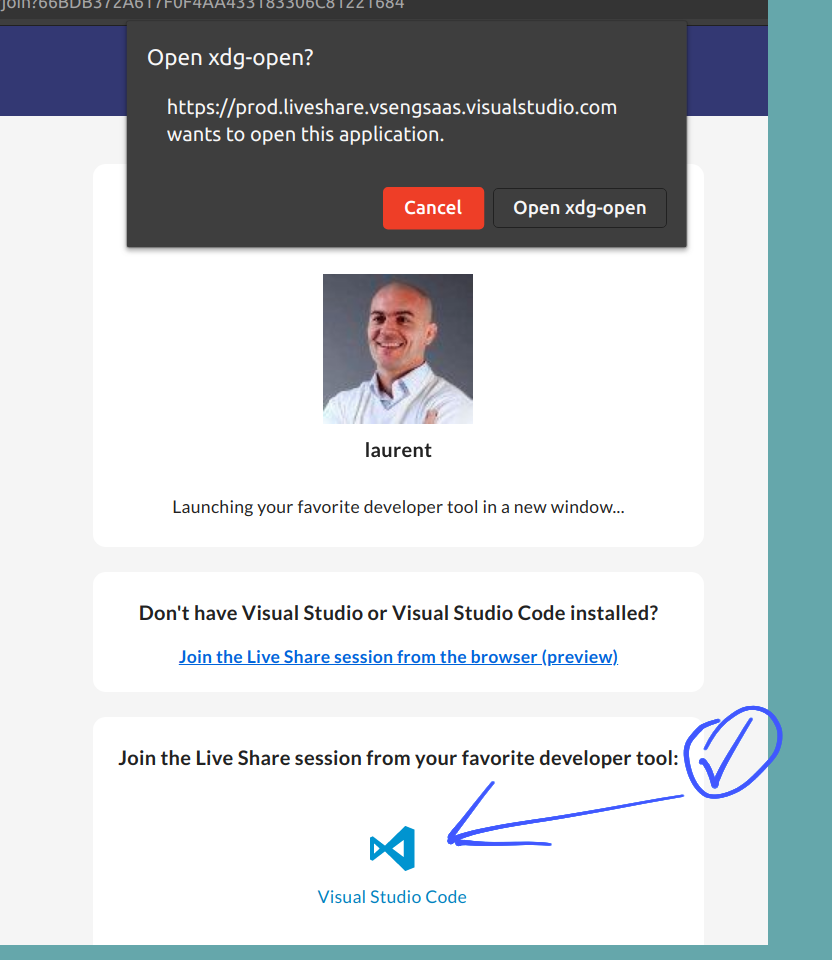 join?66BDB372A617F0F4AA433183306C81221684
Open xdg-open?
https://prod.liveshare.vsengsaas.visualstudio.com
wants to open this application.
Cancel
Open xdg-open
laurent
Launching your favorite developer tool in a new window...
Don't have Visual Studio or Visual Studio Code installed?
Join the Live Share session from the browser (preview)
Join the Live Share session from your favorite developer tool:
Visual Studio Code